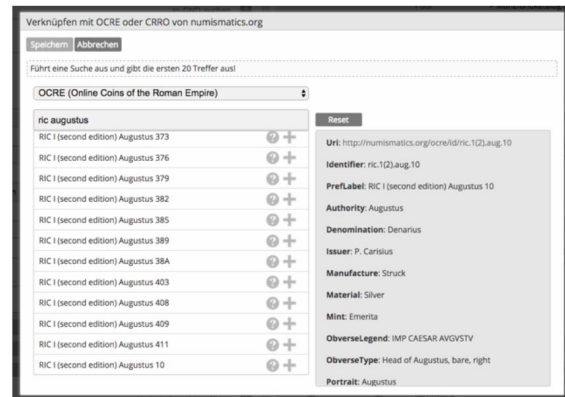 Verknüpfen mit OCRE oder CRRO von numismatics.org
Speichern Abbrechen
Führt eine Suche aus und gibt die ersten 20 Treffer aus!
OCRE (Online Coins of the Roman Empire)
ric augustus
RIC I (second edition) Augustus 373
RIC I (second edition) Augustus 376
RIC I (second edition) Augustus 379
RIC I (second edition) Augustus 382
RIC I (second edition) Augustus 385
RIC I (second edition) Augustus 389
RIC I (second edition) Augustus 38A
RIC I (second edition) Augustus 403
RIC I (second edition) Augustus 408
RIC I (second edition) Augustus 409
RIC I (second edition) Augustus 411
RIC I (second edition) Augustus 10
Reset
Uri: http://numismatics.org/ocre/id/ric.1(2).aug.10
Identifier: ric.1(2).aug.10
PrefLabel: RIC I (second edition) Augustus 10
Authority: Augustus
Denomination: Denarius
Issuer: P. Carisius
Manufacture: Struck
Material: Silver
Mint: Emerita
ObverseLegend: IMP CAESAR AVGVSTV
ObverseType: Head of Augustus, bare, right
Portrait: Augustus